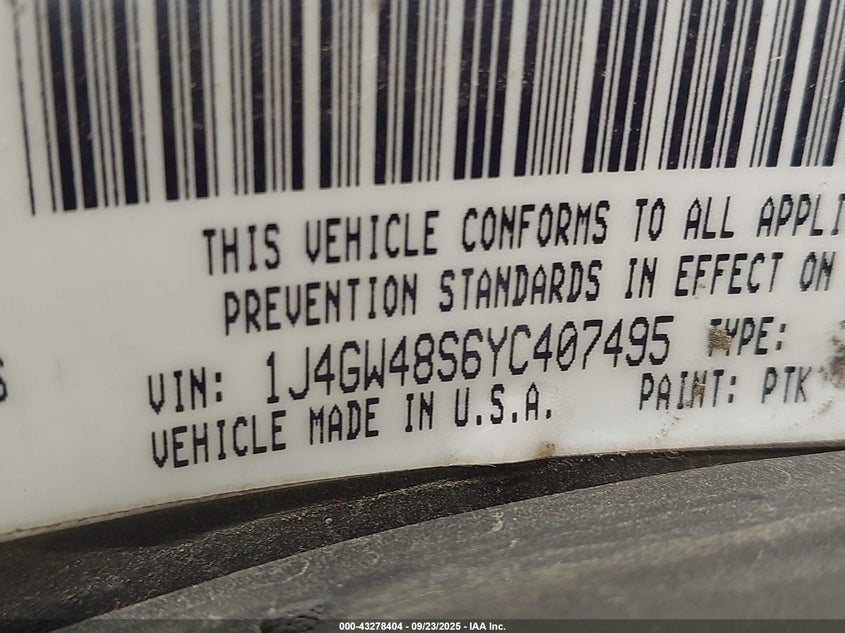 THIS VEHICLE CONFORMS TO ALL APPLI
PREVENTION STANDARDS IN EFFECT ON
VIN: 1J4GW48S6YC407495 TYPE:
VEHICLE MADE IN U.S.A. PAINT: PTK
000-43278404 - 09/23/2025 - IAA Inc.